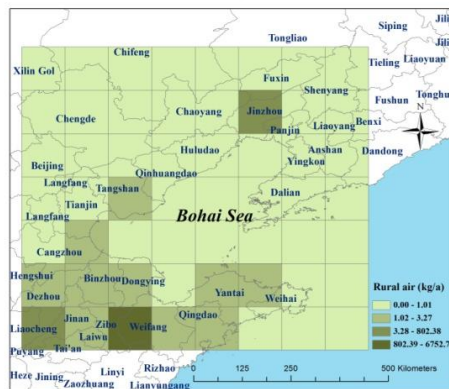 Siping
Jili
Tongliao
Jili
Chifeng
Liaoyuan
Tieling
Xilin Gol
Fuxin
Shenyang
Fushun
Tonghu
Chengde
Chaoyang
Jinzhou
N
Panjin
Liaoyang
Benxi
Huludao
Anshan
Dandong
Beijing
Yingkou
Langfang
Qinhuangdao
Tangshan
Dalian
Tianjin
Langfang
Bohai Sea
Cangzhou
Hengshui
Binzhou
Dongying
Rural air (kg/a)
Dezhou
Yantai
0,00 - 1.01
Weihai
1.02 - 3.27
Liaocheng
Jinan
Zibo
Weifang
Qingdao
3.28 - 802.38
Laiwu
802.39 - 6752.7
Puyang
Tai'an
Heze
Jining
Linyi
Rizhao
Zaozhuang
Lianyungang
0
125
250
500 Kilometers